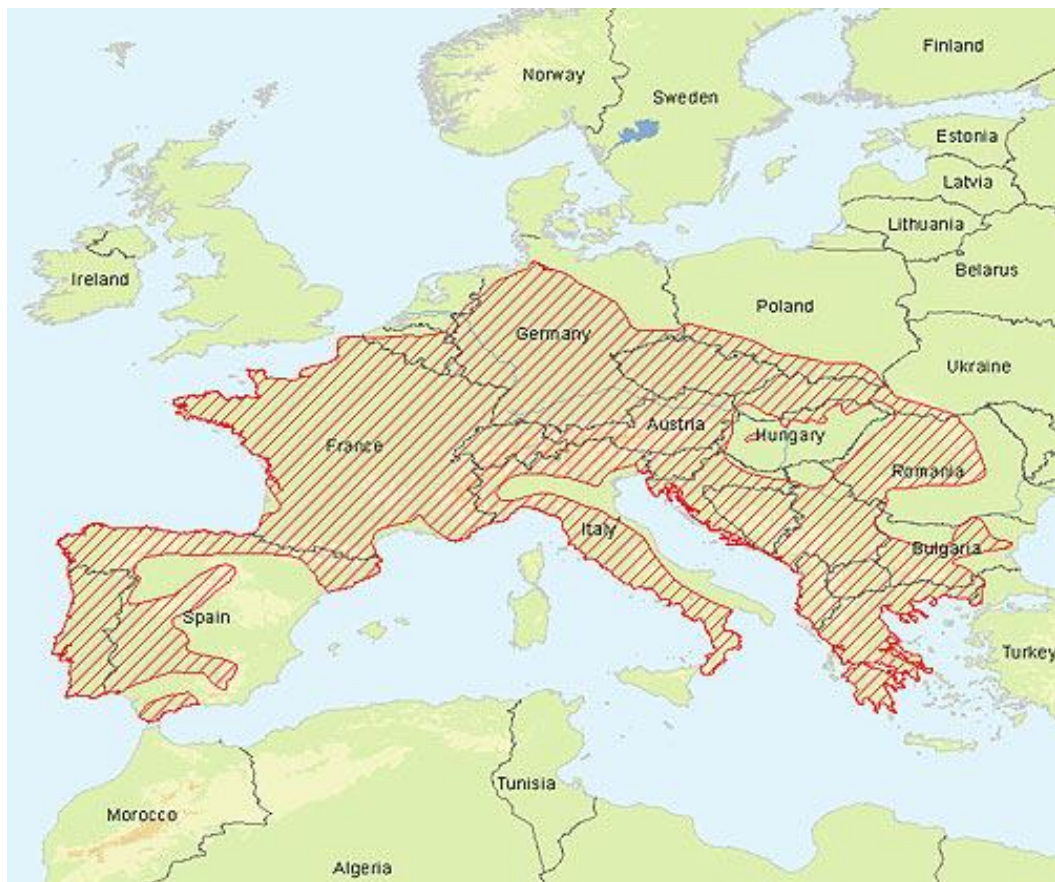 Finland
Norway
Sweden
Estonia
Latvia
Lithuania
Ireland
Belarus
Poland
Germany
Ukraine
Austria
Hungary
France
Romania
Italy
Bulgaria
Spain
Turkey
Tunisia
Morocco
Algeria